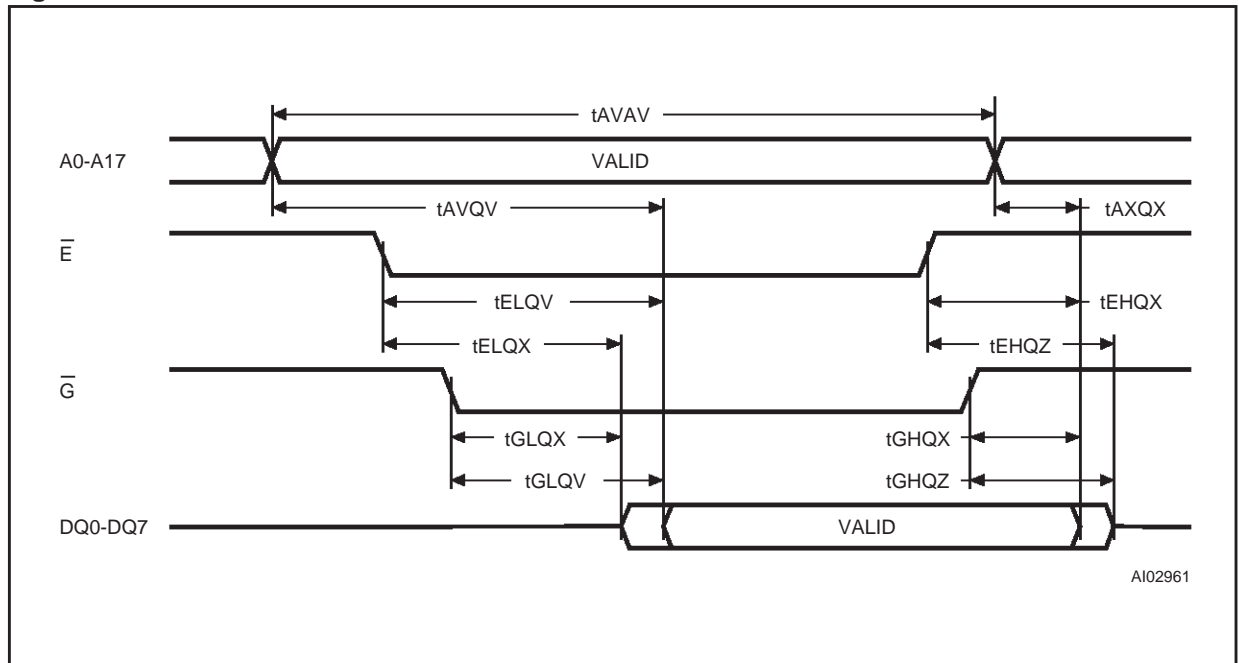 tAVAV
A0-A17
VALID
tAVQV
tAXQX
E
tELQV
tEHQX
tELQX
tEHQZ
G
tGLQX
tGHQX
tGLQV
tGHQZ
DQ0-DQ7
VALID
AI02961